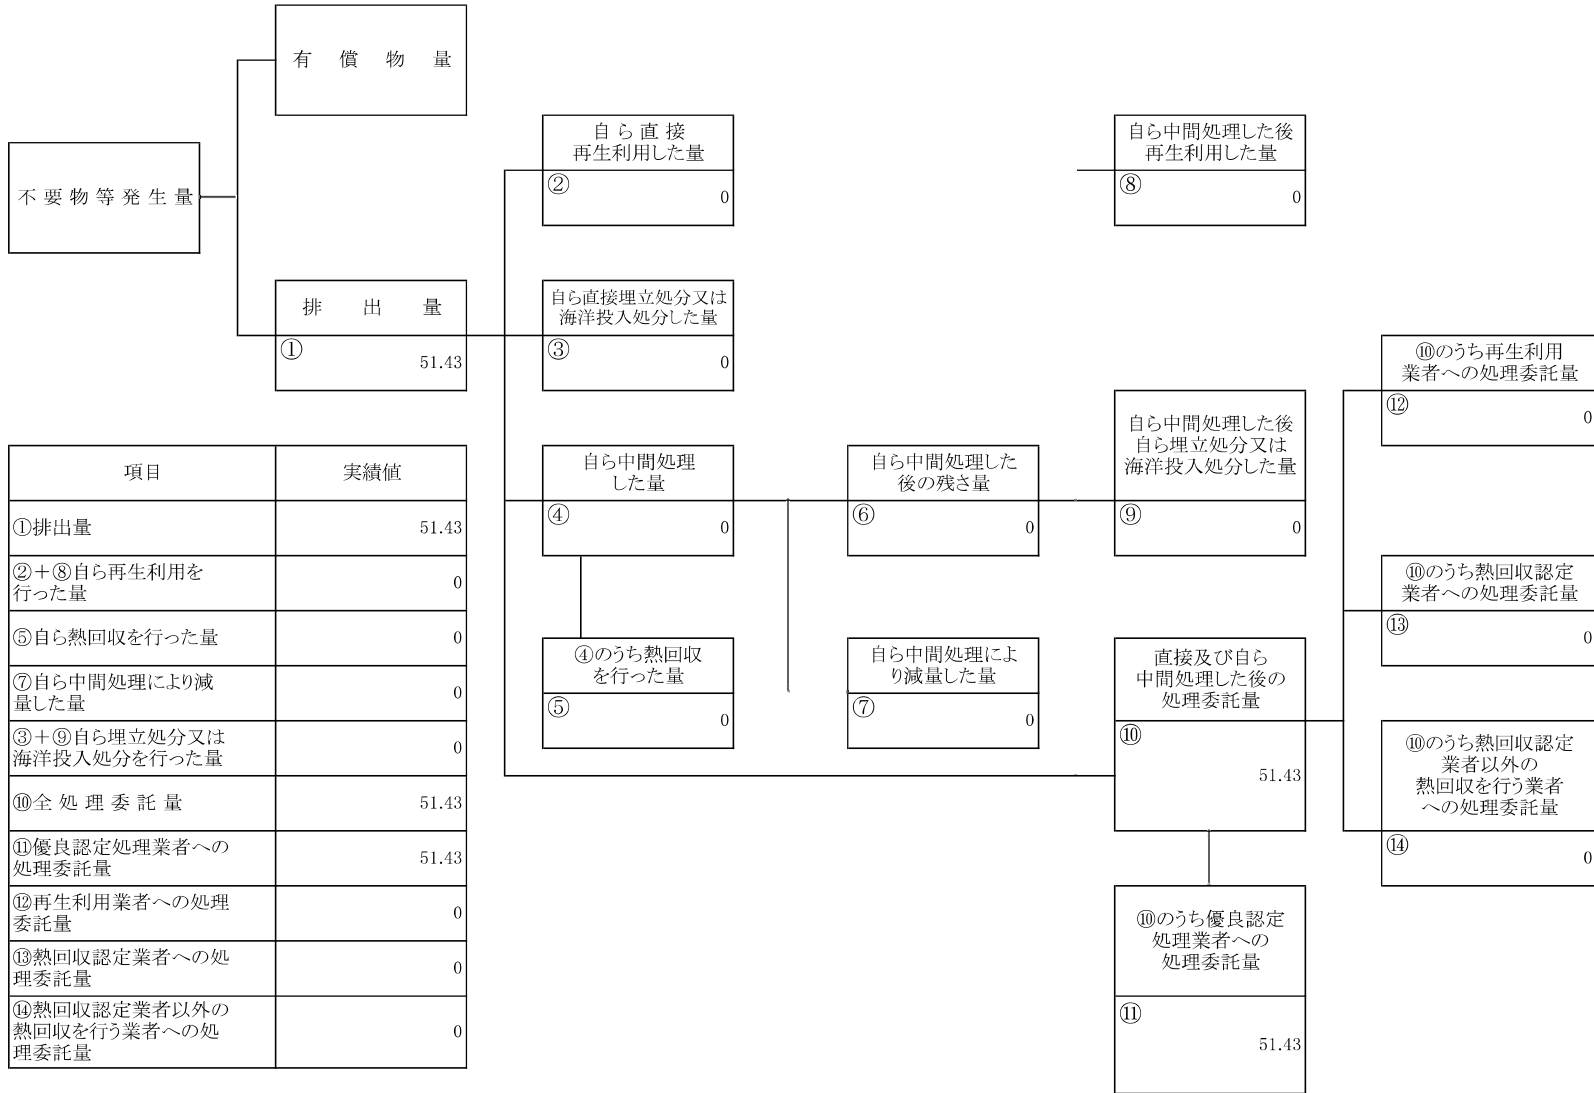 有償物量
不要物等発生量
排出量
①
51.43
自ら直接
再生利用した量
②
0
自ら直接埋立処分又は
海洋投入処分した量
③
0
自ら中間処理
した量
④
0
④のうち熱回収
を行った量
⑤
0
自ら中間処理した
後の残さ量
⑥
0
自ら中間処理によ
り減量した量
⑦
0
自ら中間処理した後
再生利用した量
⑧
0
自ら中間処理した後
自ら埋立処分又は
海洋投入処分した量
⑨
0
直接及び自ら
中間処理した後の
処理委託量
⑩
51.43
⑩のうち優良認定
処理業者への
処理委託量
⑪
51.43
⑩のうち再生利用
業者への処理委託量
⑫
0
⑩のうち熱回収認定
業者への処理委託量
⑬
0
⑩のうち熱回収認定
業者以外の
熱回収を行う業者
への処理委託量
⑭
0
項目 実績値
①排出量 51.43
②+⑧自ら再生利用を
行った量 0
⑤自ら熱回収を行った量 0
⑦自ら中間処理により減
量した量 0
③+⑨自ら埋立処分又は
海洋投入処分を行った量 0
⑩全処理委託量 51.43
⑪優良認定処理業者への
処理委託量 51.43
⑫再生利用業者への処理
委託量 0
⑬熱回収認定業者への処
理委託量 0
⑭熱回収認定業者以外の
熱回収を行う業者への処
理委託量 0